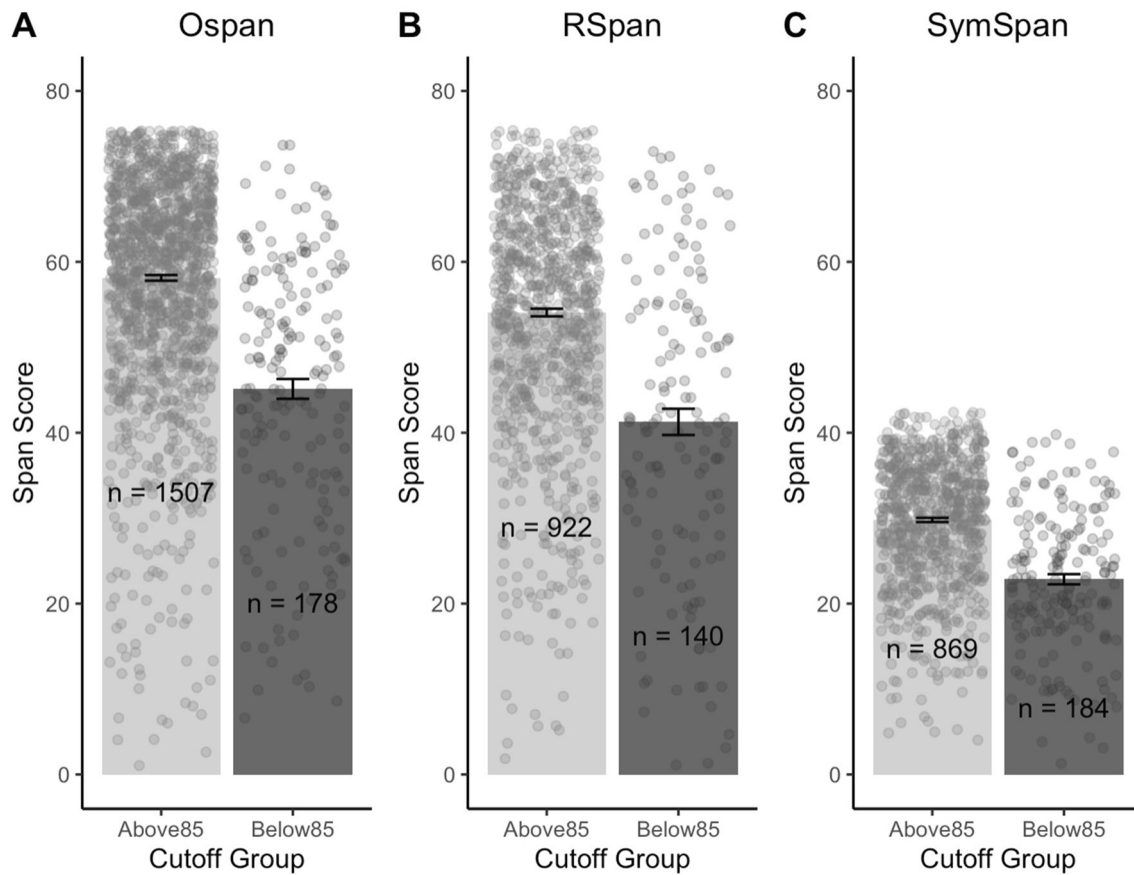 A Ospan
B RSpan
C SymSpan
Span Score
80
60
40
20
0
n = 1507
n = 178
Above85
Below85
Cutoff Group
Span Score
80
60
40
20
0
n = 922
n = 140
Above85
Below85
Cutoff Group
Span Score
80
60
40
20
0
n = 869
n = 184
Above85
Below85
Cutoff Group